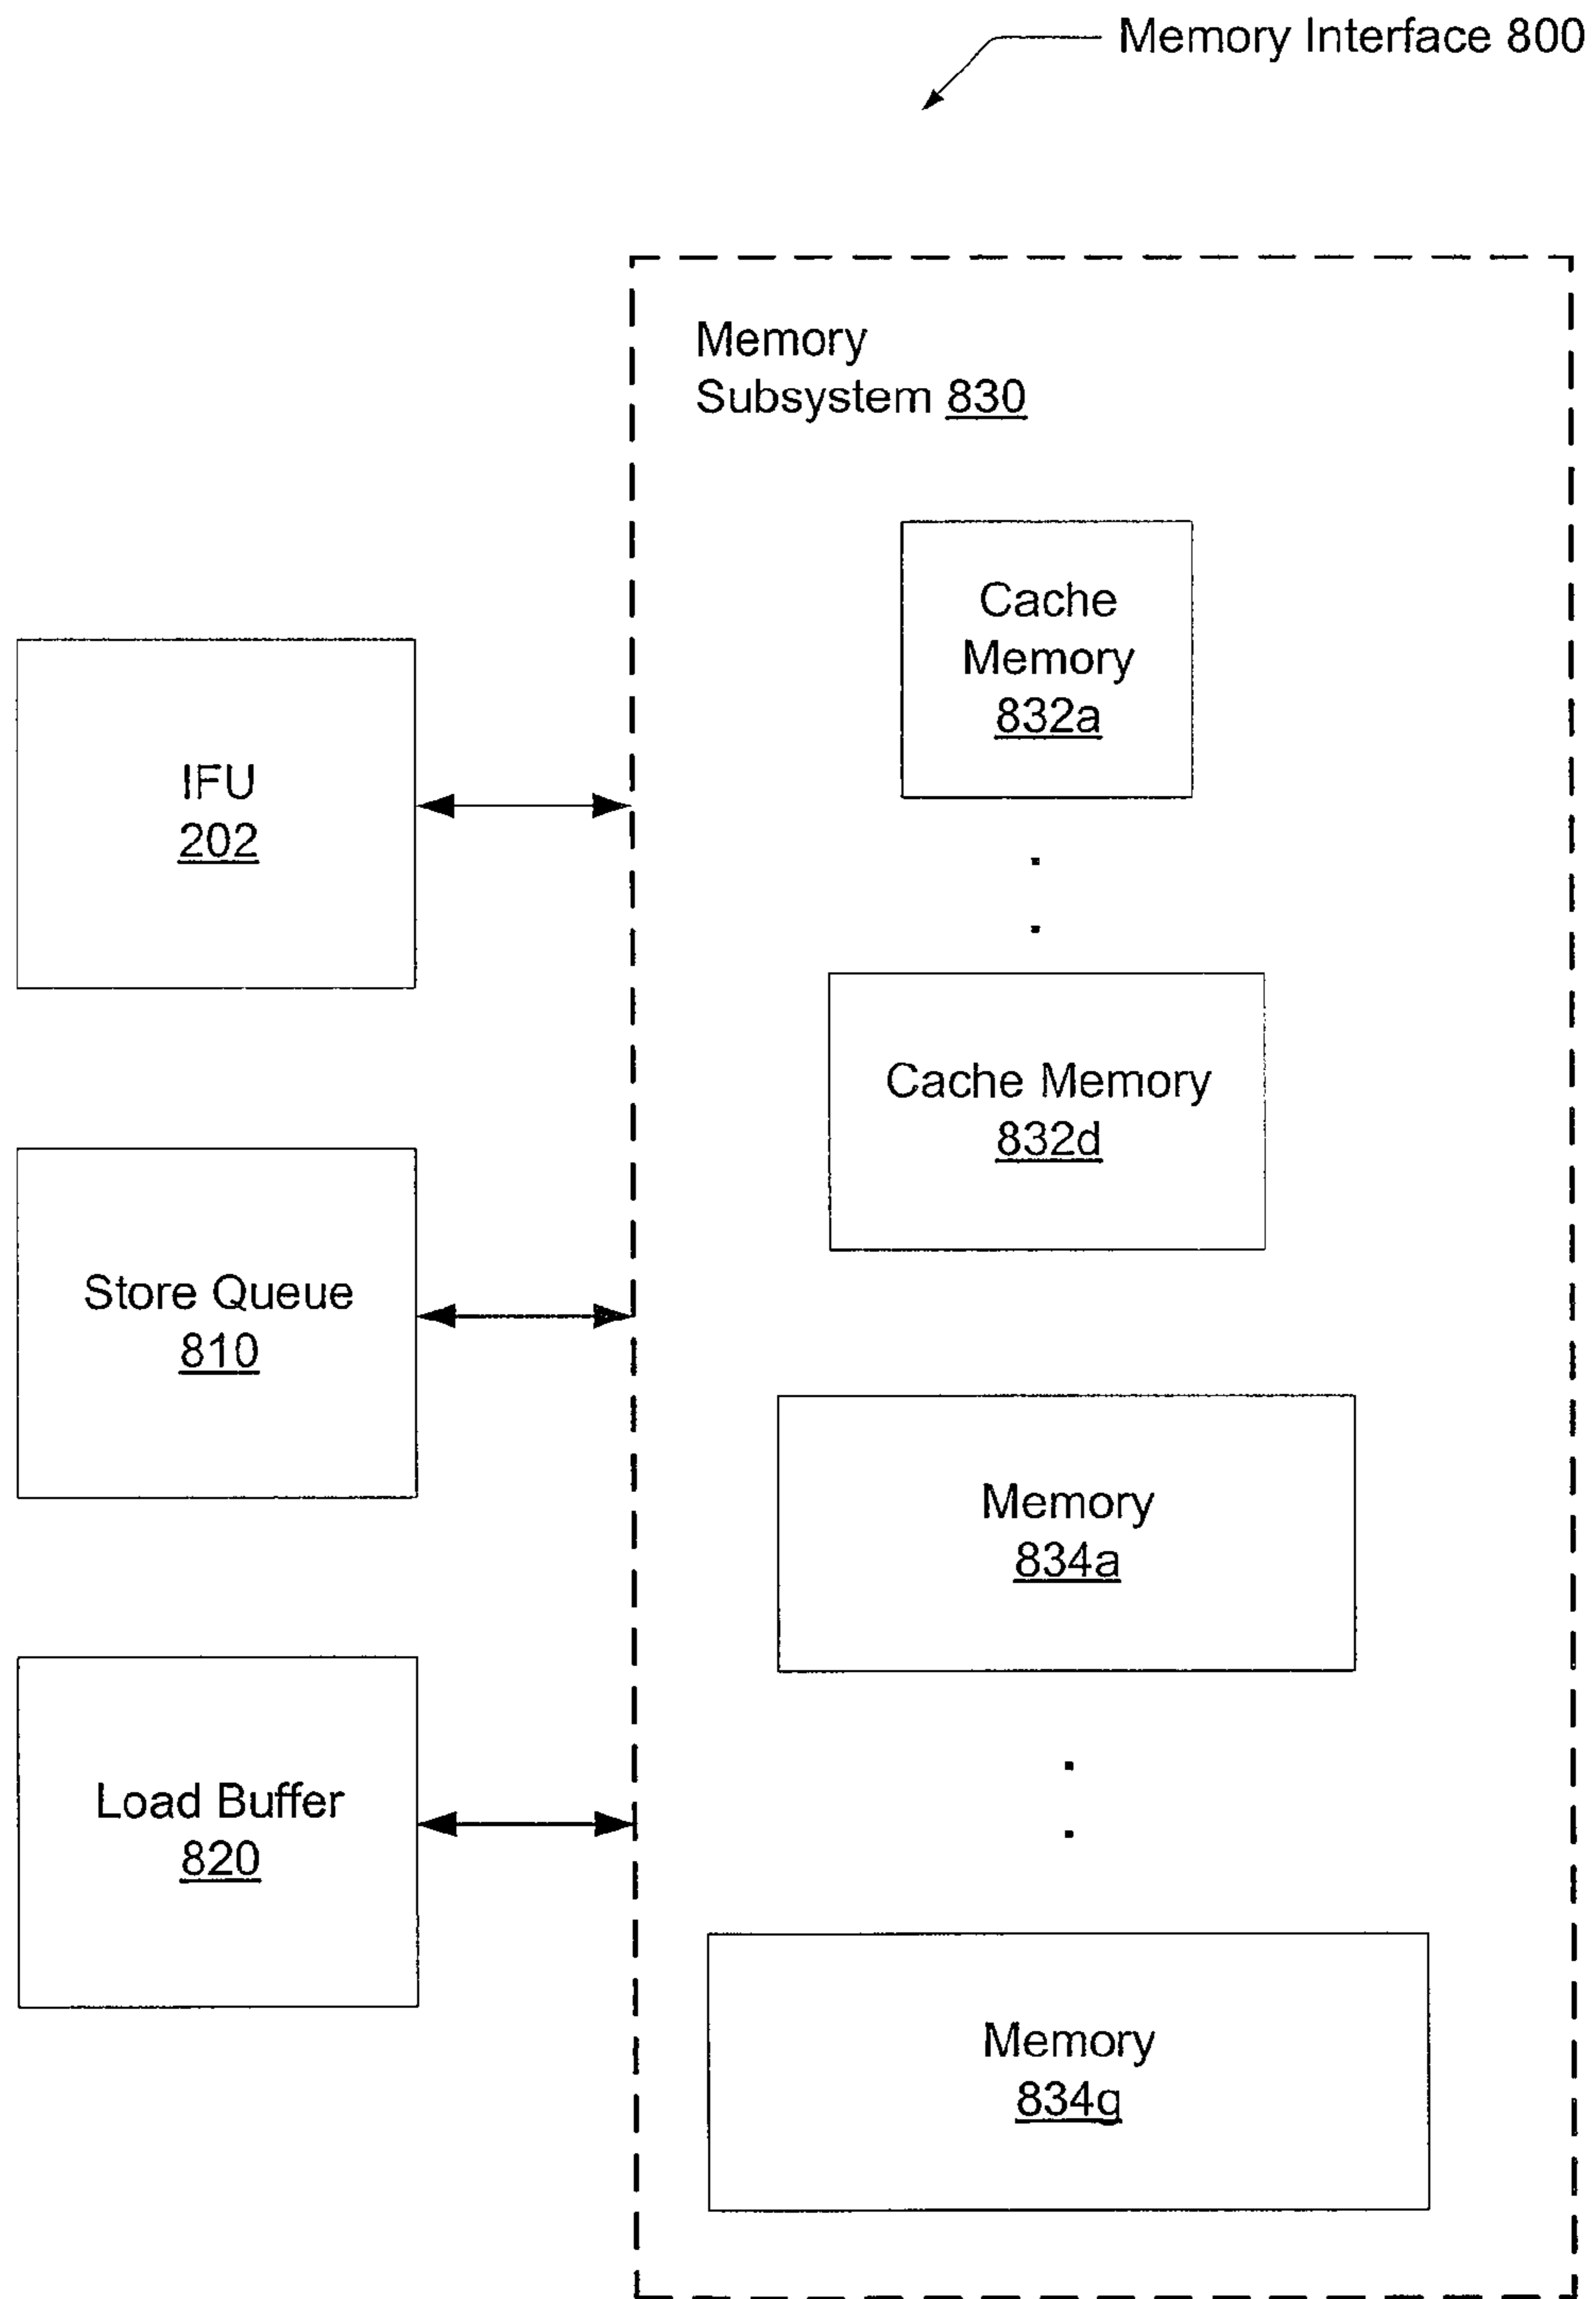 Memory Interface 800
Memory
Subsystem 830
Cache
Memory
832a
IFU
202
Cache Memory
832d
Store Queue
810
Memory
834a
Load Buffer
820
Memory
834g